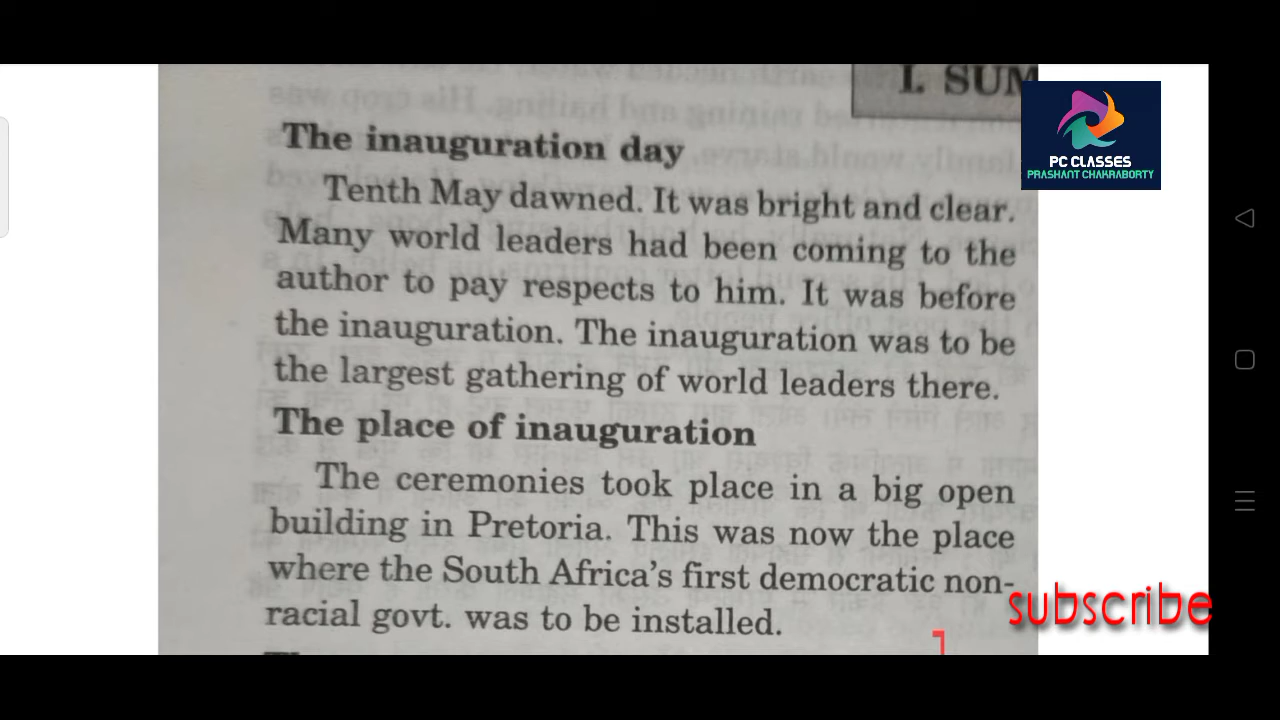 I. SUM
PC CLASSES
PRASHANT CHAKRABORTY
The inauguration day
Tenth May dawned. It was bright and clear.
Many world leaders had been coming to the
author to pay respects to him. It was before
the inauguration. The inauguration was to be
the largest gathering of world leaders there.
The place of inauguration
The ceremonies took place in a big open
building in Pretoria. This was now the place
where the South Africa's first democratic non-
racial govt. was to be installed.
subscribe